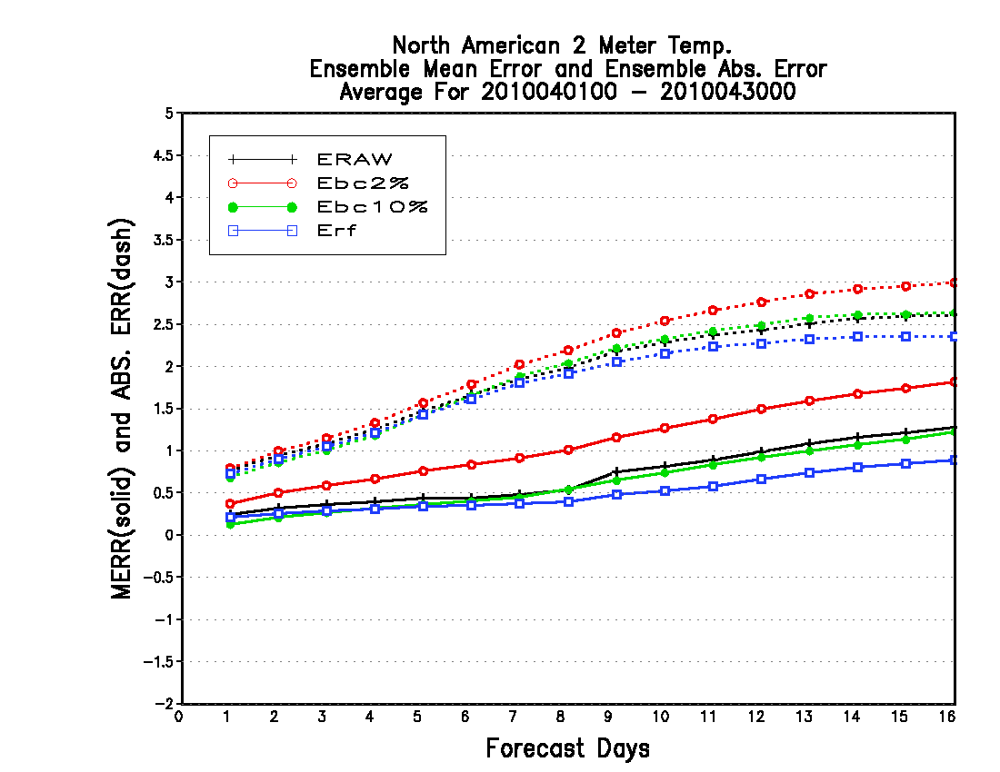 North American 2 Meter Temp.
Ensemble Mean Error and Ensemble Abs. Error
Average For 2010040100 − 2010043000
MERR(solid) and ABS. ERR(dash)
5
4.5
4
3.5
3
2.5
2
1.5
1
0.5
0
−0.5
−1
−1.5
−2
ERAW
Ebc2%
Ebc10%
Erf
0 1 2 3 4 5 6 7 8 9 10 11 12 13 14 15 16
Forecast Days